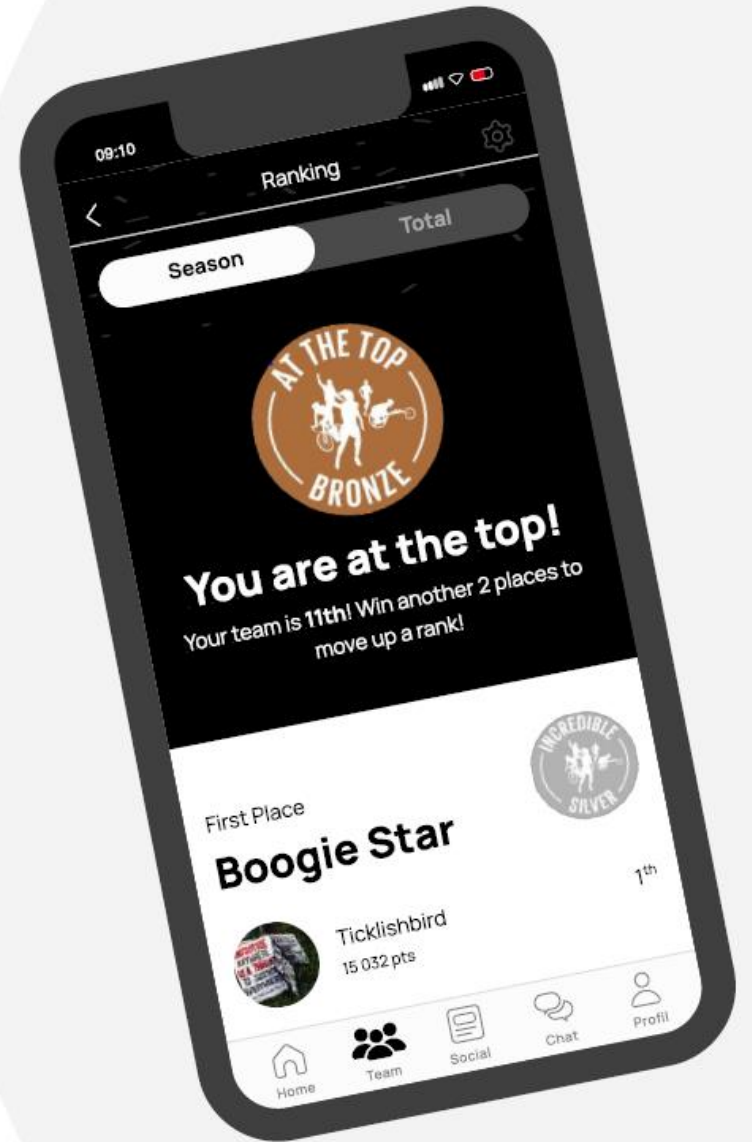 09:10
Ranking
Season
Total
AT THE TOP
BRONZE
You are at the top!
Your team is 11th! Win another 2 places to
move up a rank!
INCREDIBLE
SILVER
First Place
Boogie Star
Ticklishbird
1th
15 032 pts
Home
Team
Social
Chat
Profil